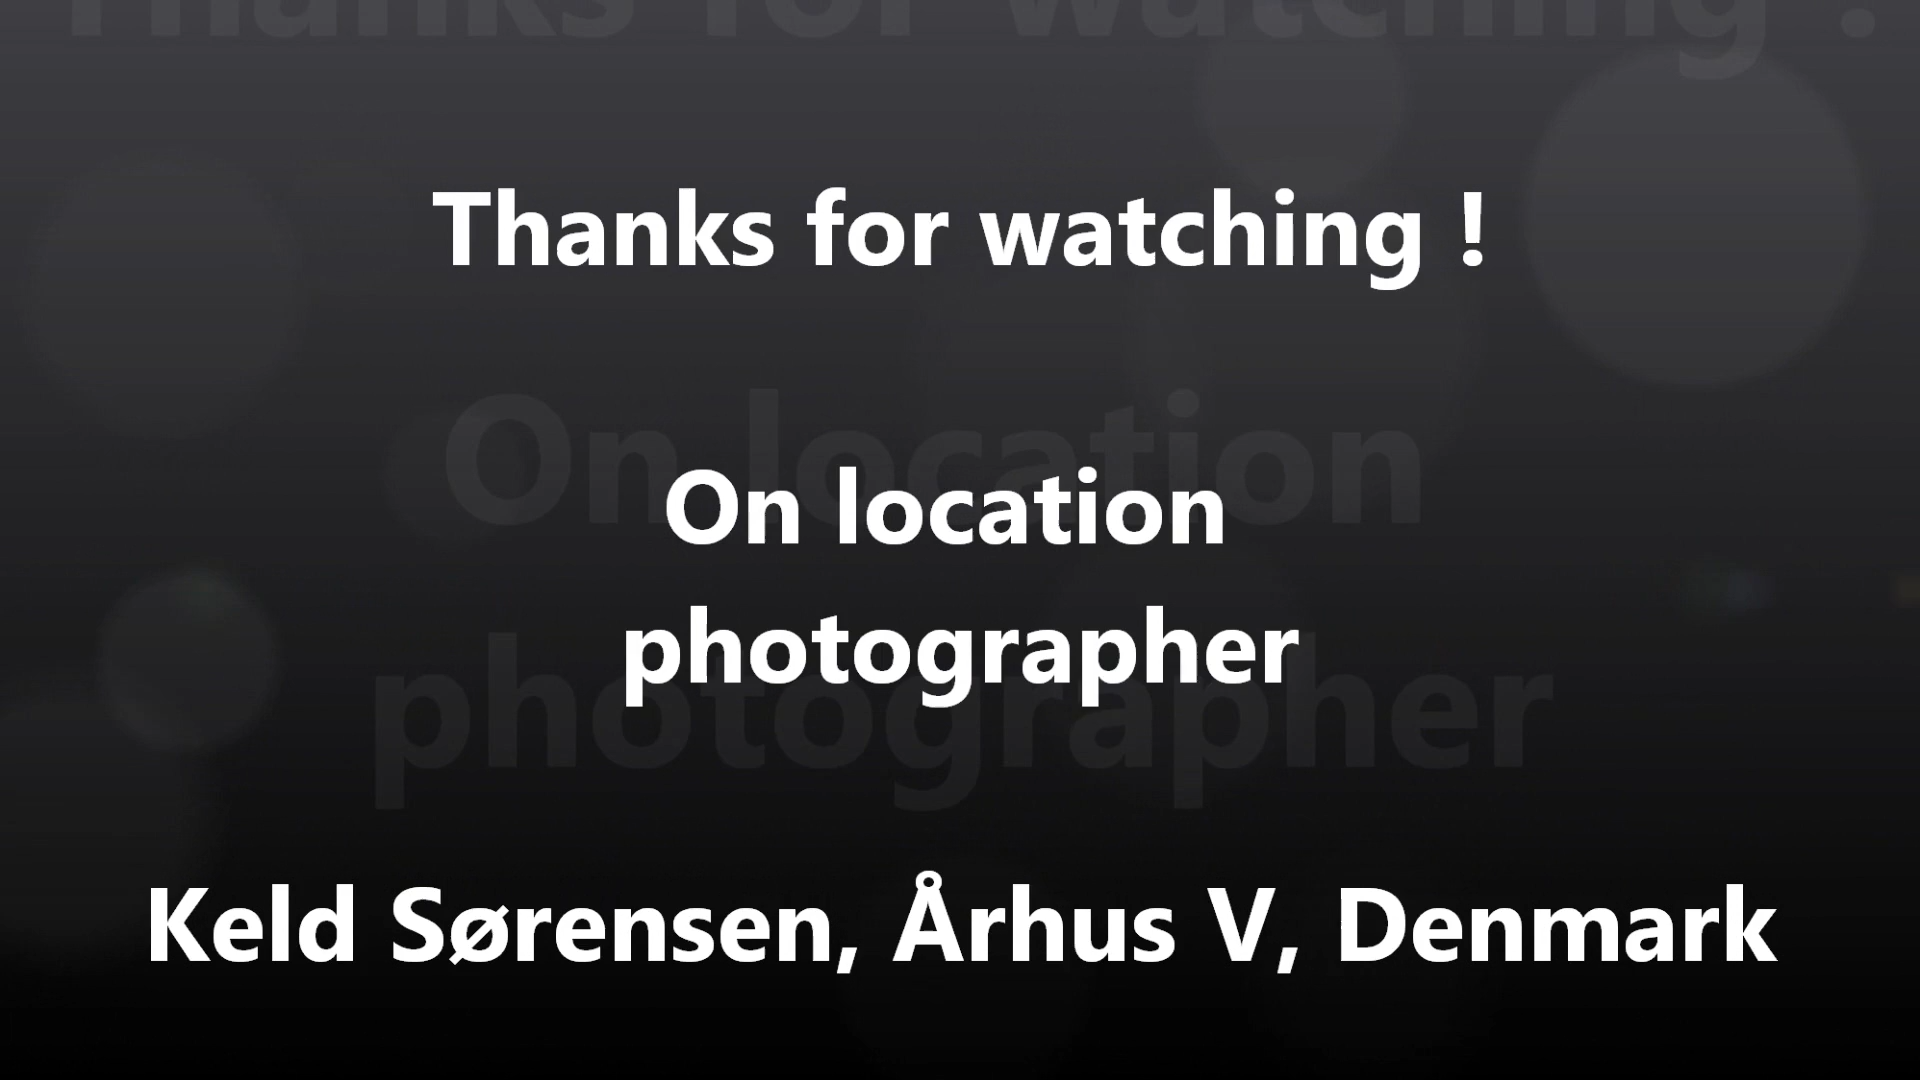 Thanks for watching !
On location
photographer
Keld Sørensen, Århus V, Denmark